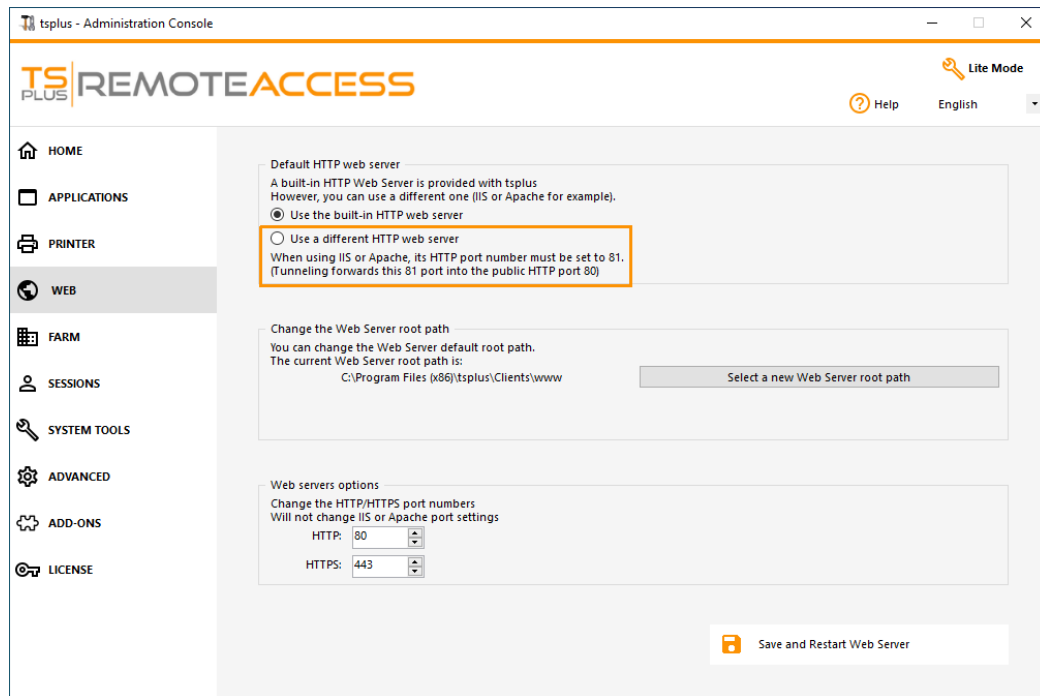 tsplus - Administration Console
TS PLUS REMOTEACCESS
Lite Mode
Help
English
HOME
APPLICATIONS
PRINTER
WEB
FARM
SESSIONS
SYSTEM TOOLS
ADVANCED
ADD-ONS
LICENSE
Default HTTP web server
A built-in HTTP Web Server is provided with tsplus
However, you can use a different one (IIS or Apache for example).
Use the built-in HTTP web server
Use a different HTTP web server
When using IIS or Apache, its HTTP port number must be set to 81.
(Tunneling forwards this 81 port into the public HTTP port 80)
Change the Web Server root path
You can change the Web Server default root path.
The current Web Server root path is:
C:\Program Files (x86)\tsplus\Clients\www
Select a new Web Server root path
Web servers options
Change the HTTP/HTTPS port numbers
Will not change IIS or Apache port settings
HTTP: 80
HTTPS: 443
Save and Restart Web Server